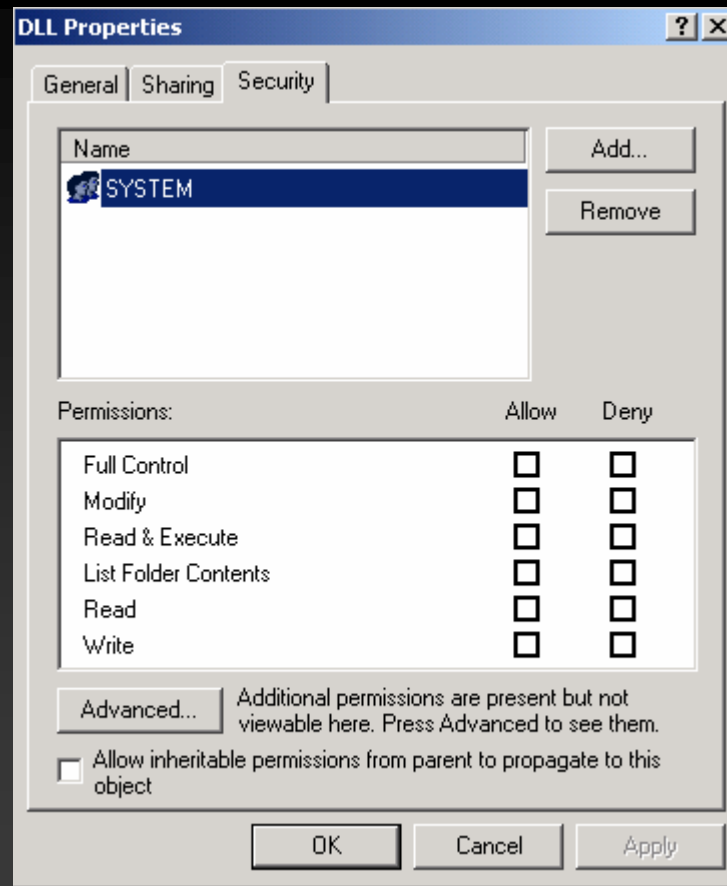 DLL Properties
General Sharing Security
Name
Add...
SYSTEM
Remove
Permissions: Allow Deny
Full Control
Modify
Read & Execute
List Folder Contents
Read
Write
Advanced...
Additional permissions are present but not
viewable here. Press Advanced to see them.
Allow inheritable permissions from parent to propagate to this
object
OK Cancel Apply